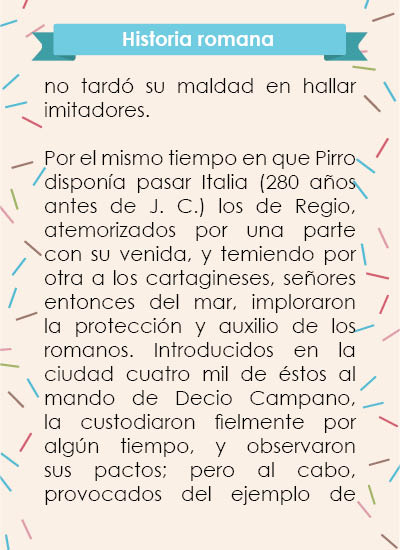 Historia romana
no tardó su maldad en hallar
imitadores.
Por el mismo tiempo en que Pirro
disponía pasar Italia (280 años
antes de J. C.) los de Regio,
atemorizados por una parte
con su venida, y temiendo por
otra a los cartagineses, señores
entonces del mar, imploraron
la protección y auxilio de los
romanos. Introducidos en la
ciudad cuatro mil de éstos al
mando de Decio Campano,
la custodiaron fielmente por
algún tiempo, y observaron
sus pactos; pero al cabo,
provocados del ejemplo de